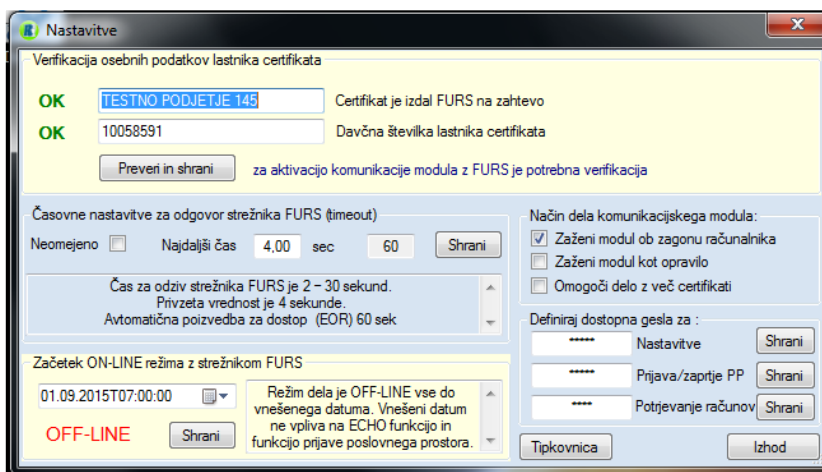 Nastavitve
Verifikacija osebnih podatkov lastnika certifikata
OK TESTNO PODJETJE 145 Certifikat je izdal FURS na zahtevo
OK 10058591 Davčna številka lastnika certifikata
Preveri in shrani za aktivacijo komunikacije modula z FURS je potrebna verifikacija
Časovne nastavitve za odgovor strežnika FURS (timeout)
Neomejeno Najdaljši čas 4,00 sec 60 Shrani
Čas za odziv strežnika FURS je 2 – 30 sekund.
Privzeta vrednost je 4 sekunde.
Avtomatična poizvedba za dostop (EOR) 60 sek
Način dela komunikacijskega modula:
Zaženi modul ob zagonu računalnika
Zaženi modul kot opravilo
Omogoči delo z več certifikati
Začetek ON-LINE režima z strežnikom FURS
01.09.2015T07:00:00
OFF-LINE Shrani
Režim dela je OFF-LINE vse do
vnešenega datuma. Vnešeni datum
ne vpliva na ECHO funkcijo in
funkcijo prijave poslovnega prostora.
Definiraj dostopna gesla za :
***** Nastavitve Shrani
***** Prijava/zaprtje PP Shrani
**** Potrjevanje računov Shrani
Tipkovnica Izhod